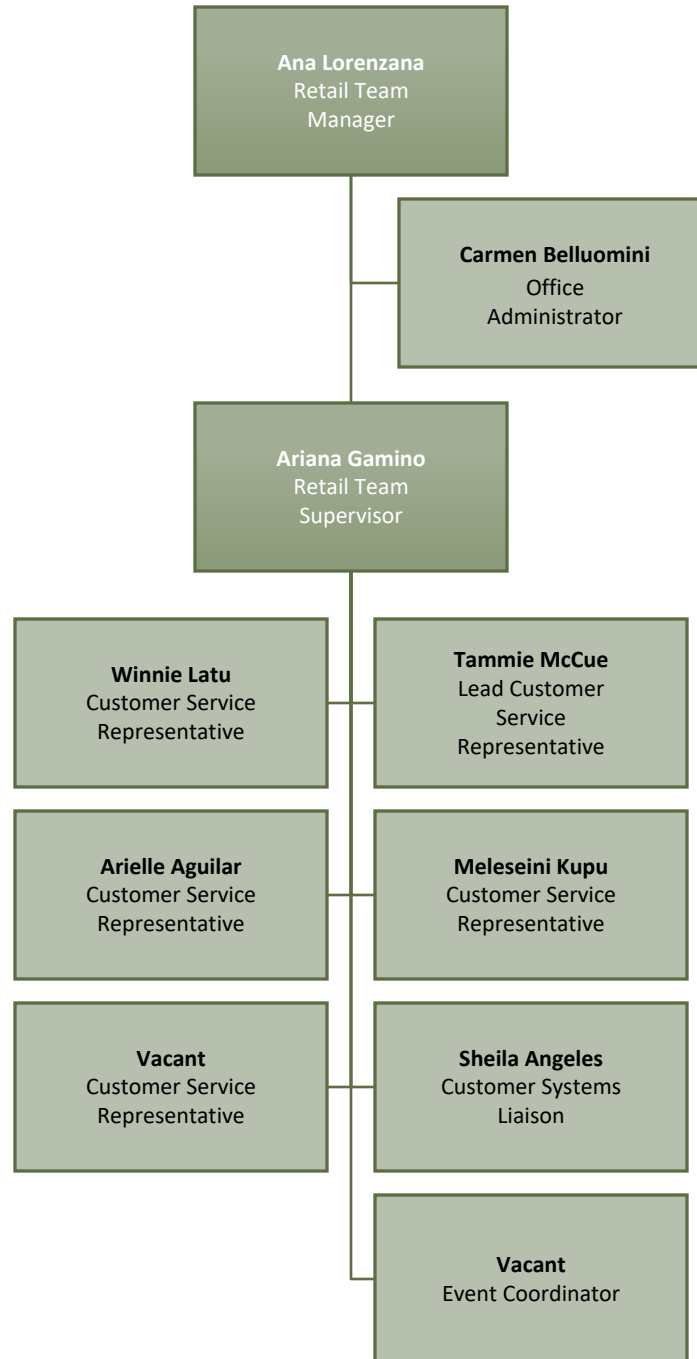 Ana Lorenzana
Retail Team
Manager
Carmen Belluomini
Office
Administrator
Ariana Gamino
Retail Team
Supervisor
Winnie Latu
Customer Service
Representative
Tammie McCue
Lead Customer
Service
Representative
Arielle Aguilar
Customer Service
Representative
Meleseini Kupu
Customer Service
Representative
Vacant
Customer Service
Representative
Sheila Angeles
Customer Systems
Liaison
Vacant
Event Coordinator